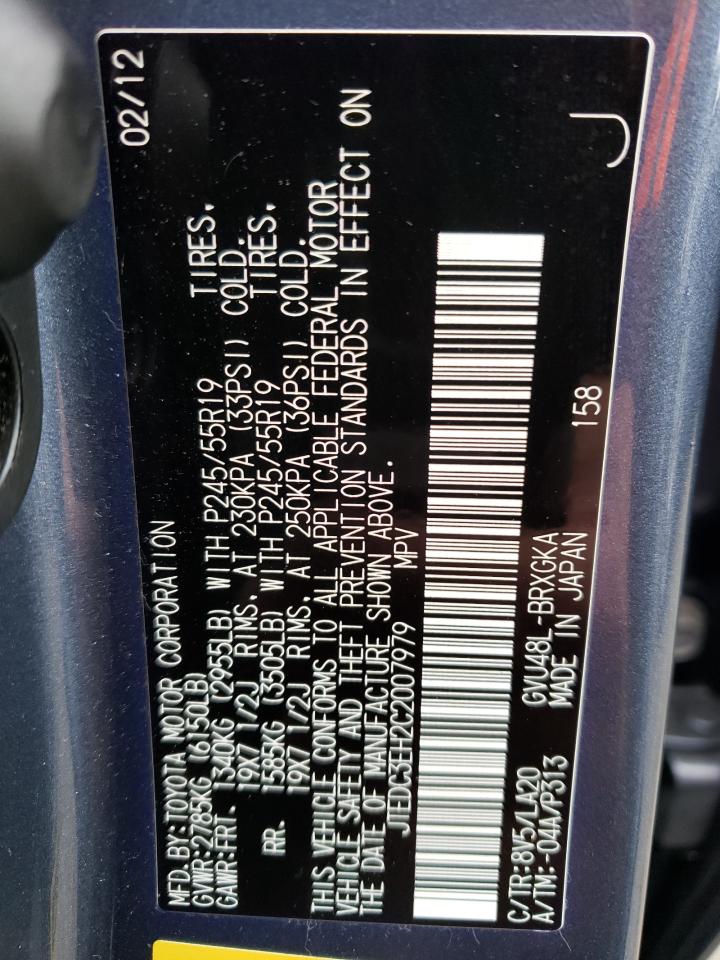 MFD. BY: TOYOTA MOTOR CORPORATION 02/12
GVWR: 2785KG (6150LB)
GAWR: FRT. 1340KG (2955LB) WITH P245/55R19 TIRES,
19X7 1/2J RIMS, AT 230KPA (33PSI) COLD.
RR. 1585KG (3505LB) WITH P245/55R19 TIRES,
19X7 1/2J RIMS, AT 250KPA (36PSI) COLD.
THIS VEHICLE CONFORMS TO ALL APPLICABLE FEDERAL MOTOR
VEHICLE SAFETY AND THEFT PREVENTION STANDARDS IN EFFECT ON
THE DATE OF MANUFACTURE SHOWN ABOVE.
JTEDC3EH2C2007979 MPV
C/TR: 8V5/LA20 GVU48L-BRXGKA
A/TM: -04A/P313 MADE IN JAPAN 158 J